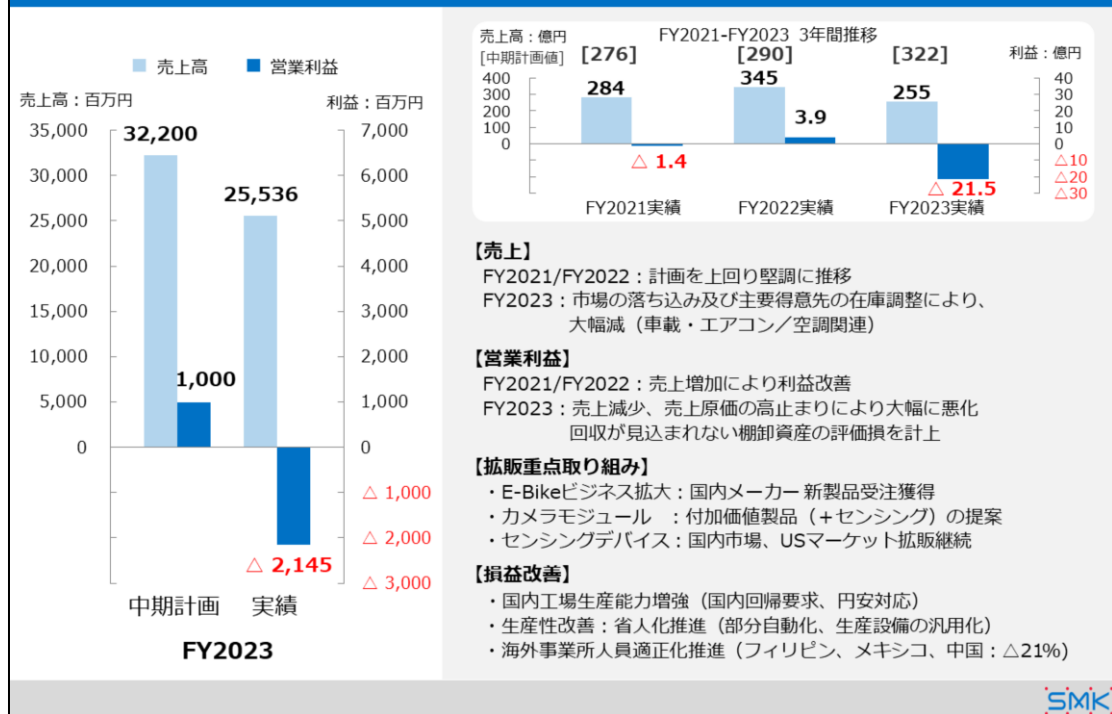 売上高 営業利益
売上高：百万円 利益：百万円
35,000 7,000
32,200
30,000 6,000
25,536
25,000 5,000
20,000 4,000
15,000 3,000
10,000 2,000
1,000
5,000 1,000
0 0
△ 1,000
△ 2,000
△ 2,145
△ 3,000
中期計画 実績
FY2023
FY2021-FY2023 3年間推移
売上高：億円
[中期計画値] [276] [290] [322] 利益：億円
400 40
300 30
200 20
100 10
0 0
△10
△20
△30
284 345 255
3.9
△ 1.4
△ 21.5
FY2021実績 FY2022実績 FY2023実績
【売上】
FY2021/FY2022：計画を上回り堅調に推移
FY2023：市場の落ち込み及び主要得意先の在庫調整により、
大幅減（車載・エアコン／空調関連）
【営業利益】
FY2021/FY2022：売上増加により利益改善
FY2023：売上減少、売上原価の高止まりにより大幅に悪化
回収が見込まれない棚卸資産の評価損を計上
【拡販重点取り組み】
・E-Bikeビジネス拡大：国内メーカー 新製品受注獲得
・カメラモジュール ：付加価値製品（＋センシング）の提案
・センシングデバイス：国内市場、USマーケット拡販継続
【損益改善】
・国内工場生産能力増強（国内回帰要求、円安対応）
・生産性改善：省人化推進（部分自動化、生産設備の汎用化）
・海外事業所人員適正化推進（フィリピン、メキシコ、中国：△21%）
SMK